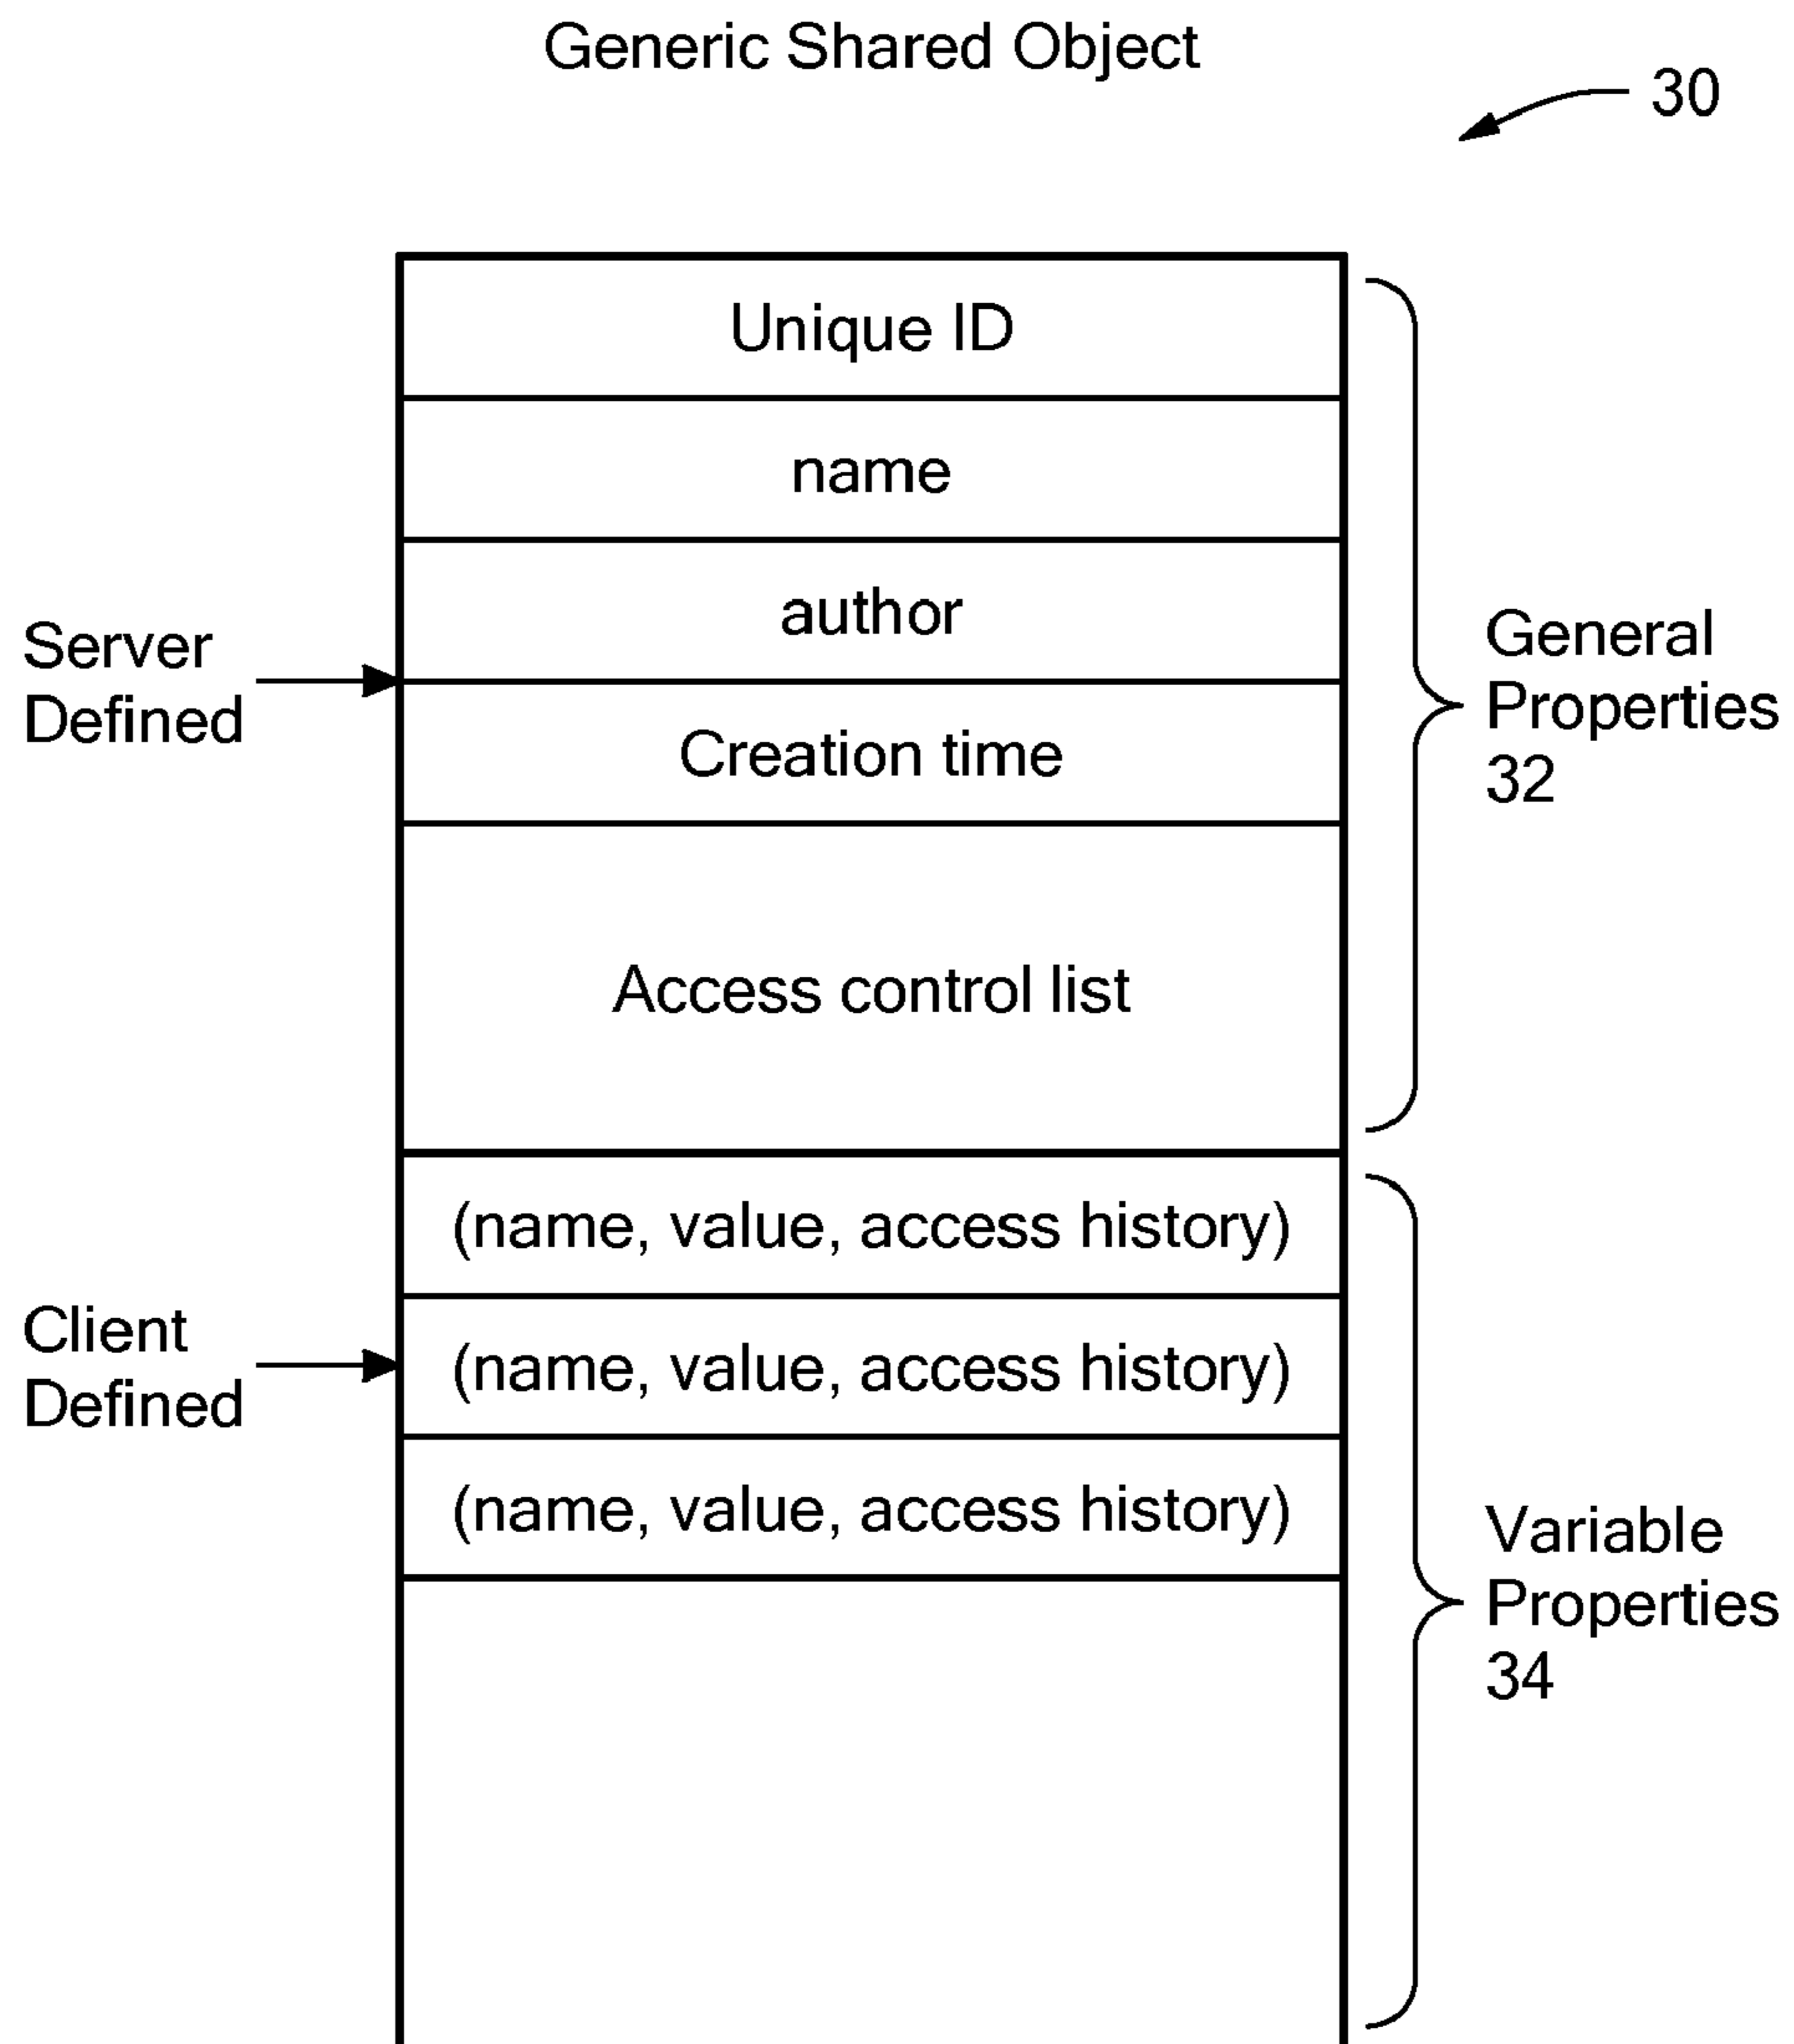 Generic Shared Object
30
Unique ID
name
author
Server
Defined
Creation time
General
Properties
32
Access control list
(name, value, access history)
Client
Defined
(name, value, access history)
(name, value, access history)
Variable
Properties
34